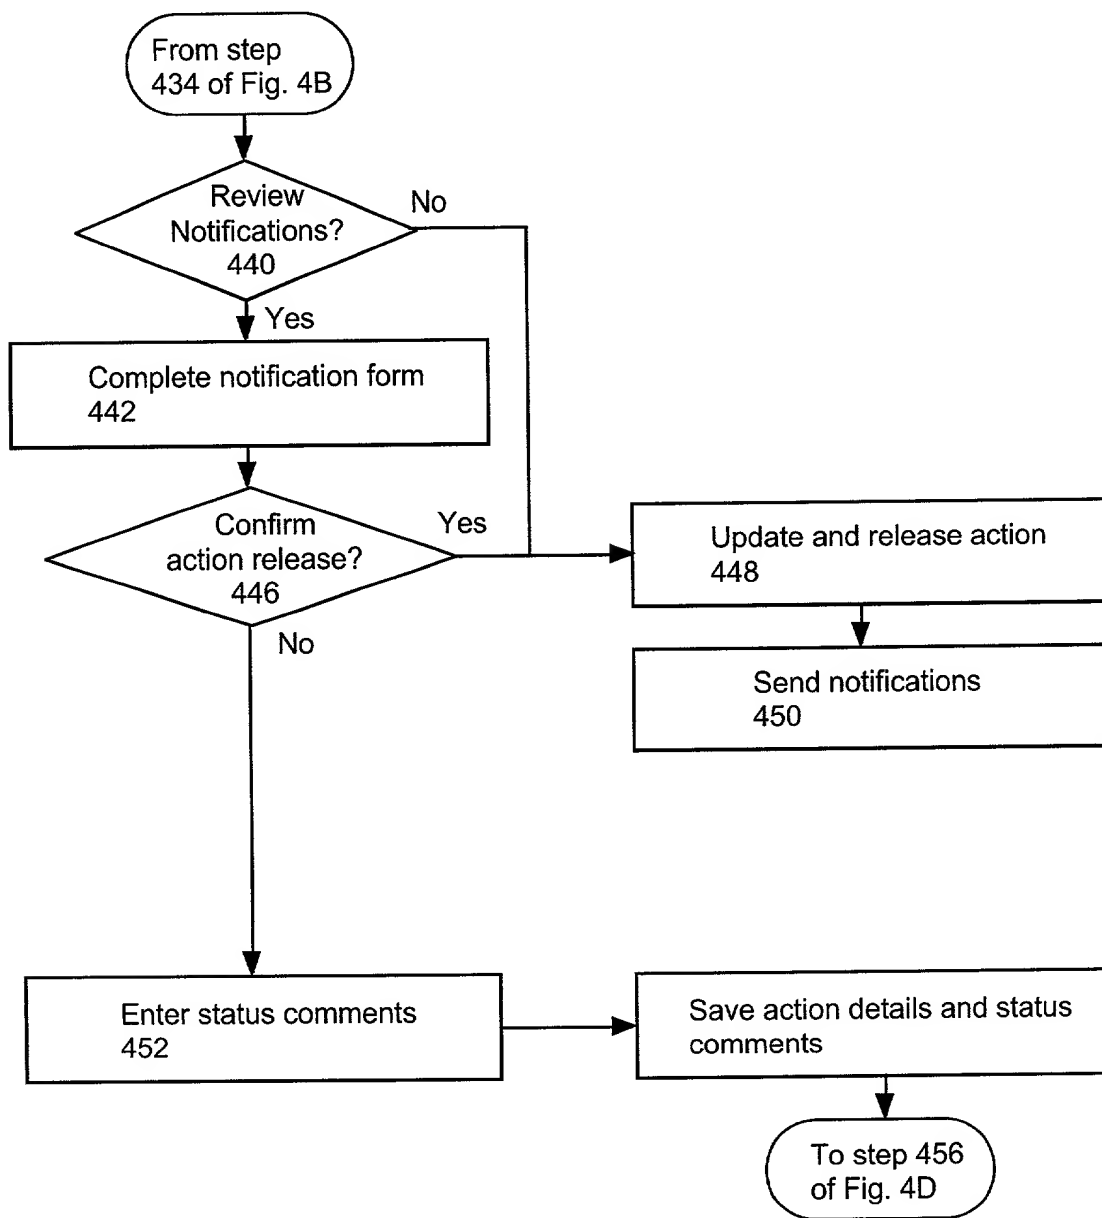 From step
434 of Fig. 4B
Review
Notifications?
440
No
Yes
Complete notification form
442
Confirm
action release?
446
Yes
No
Update and release action
448
Send notifications
450
Enter status comments
452
Save action details and status
comments
To step 456
of Fig. 4D